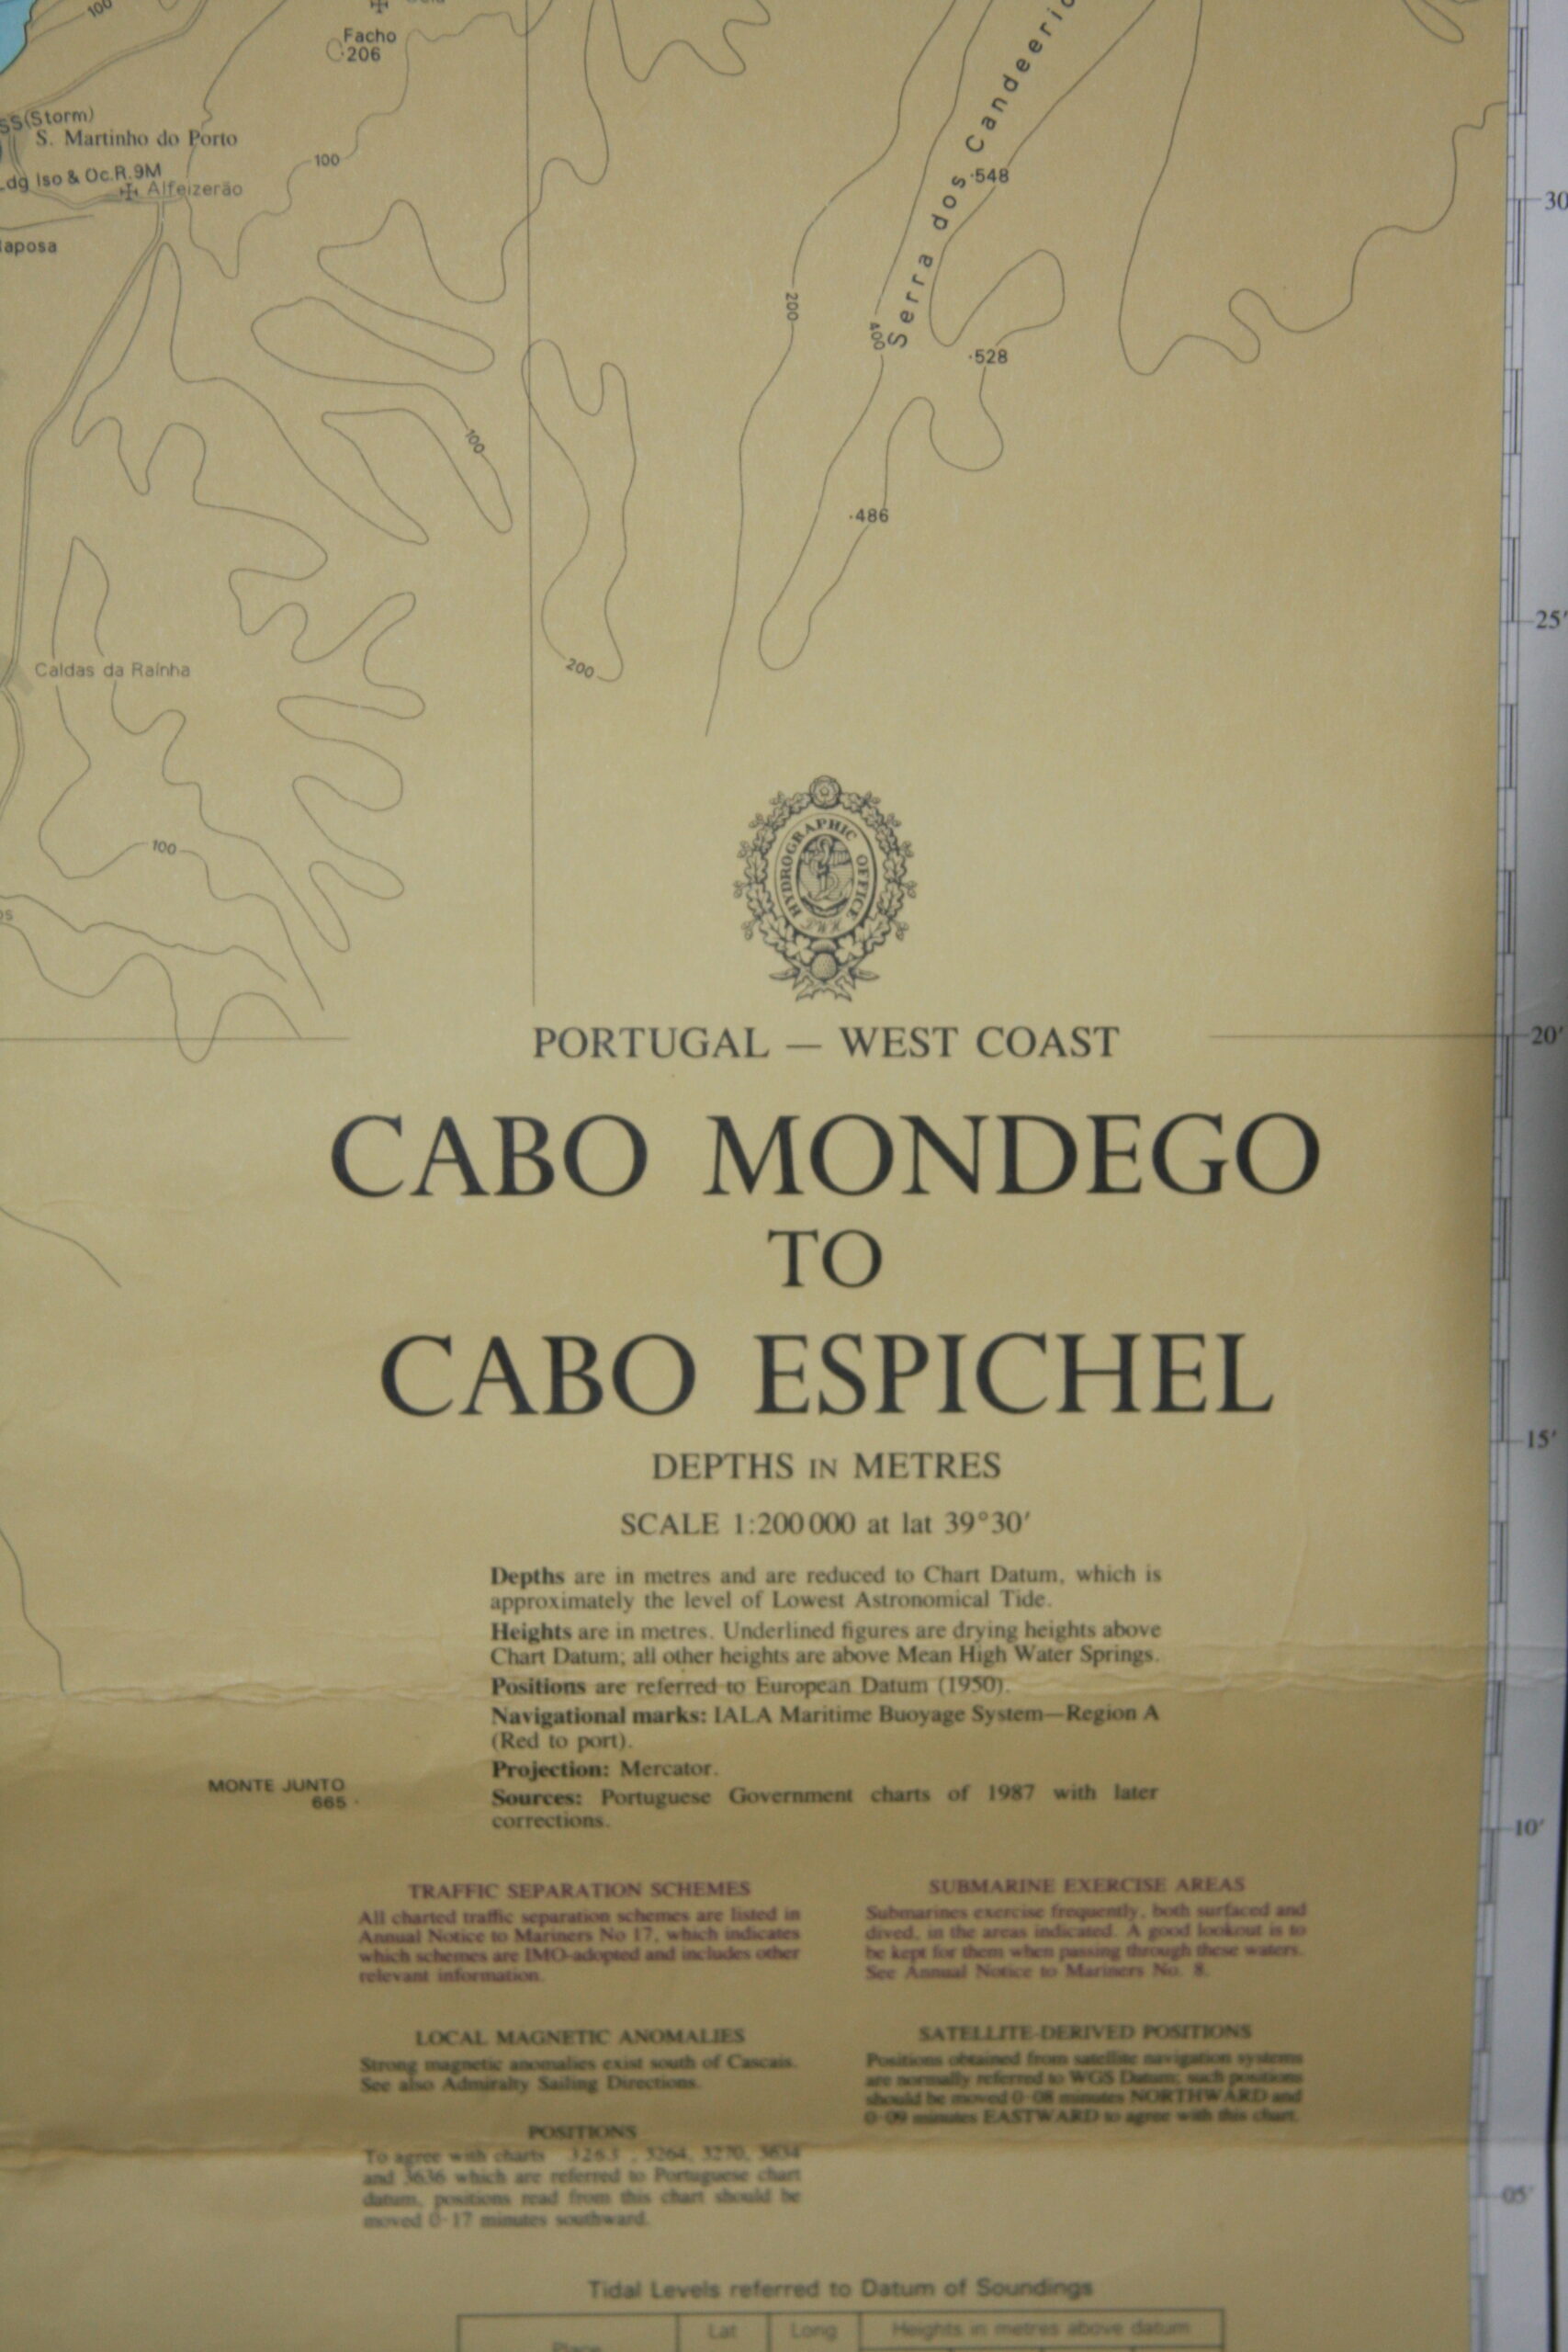 100
Facho
206
SS (Storm)
S. Martinho do Porto
Ldg Iso & Oc.R.9M
Alfeizerão
100
aposa
Serra dos Candeeiro
548
30
200
400
528
100
486
25'
Caldas da Raínha
200
100
os
HYDROGRAPHIC OFFICE
PORTUGAL — WEST COAST
20'
CABO MONDEGO
TO
CABO ESPICHEL
DEPTHS IN METRES
15'
SCALE 1:200 000 at lat 39°30′
Depths are in metres and are reduced to Chart Datum, which is
approximately the level of Lowest Astronomical Tide.
Heights are in metres. Underlined figures are drying heights above
Chart Datum; all other heights are above Mean High Water Springs.
Positions are referred to European Datum (1950).
Navigational marks: IALA Maritime Buoyage System—Region A
(Red to port).
Projection: Mercator.
Sources: Portuguese Government charts of 1987 with later
corrections.
MONTE JUNTO
665
10'
TRAFFIC SEPARATION SCHEMES
All charted traffic separation schemes are listed in
Annual Notice to Mariners No 17, which indicates
which schemes are IMO-adopted and includes other
relevant information.
SUBMARINE EXERCISE AREAS
Submarines exercise frequently, both surfaced and
dived, in the areas indicated. A good lookout is to
be kept for them when passing through these waters.
See Annual Notice to Mariners No. 8.
LOCAL MAGNETIC ANOMALIES
Strong magnetic anomalies exist south of Cascais.
See also Admiralty Sailing Directions.
SATELLITE-DERIVED POSITIONS
Positions obtained from satellite navigation systems
are normally referred to WGS Datum; such positions
should be moved 0·08 minutes NORTHWARD and
0·09 minutes EASTWARD to agree with this chart.
POSITIONS
To agree with charts 3263, 3264, 3270, 3634
and 3636 which are referred to Portuguese chart
datum, positions read from this chart should be
moved 0·17 minutes southward.
05'
Tidal Levels referred to Datum of Soundings
Place
Lat
Long
Heights in metres above datum